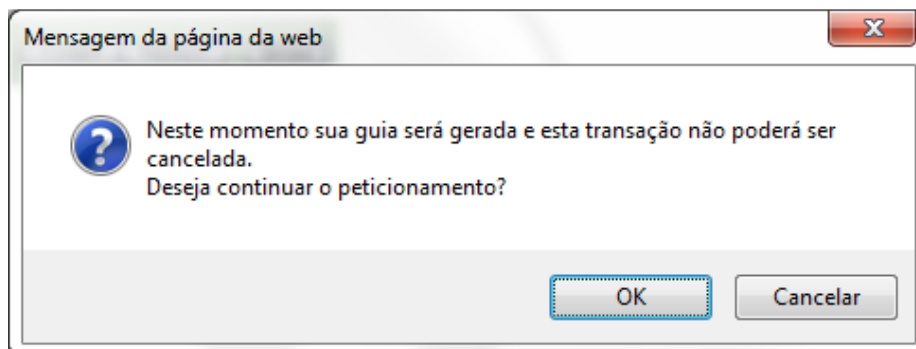 Mensagem da página da web
Neste momento sua guia será gerada e esta transação não poderá ser
cancelada.
Deseja continuar o peticionamento?
OK
Cancelar